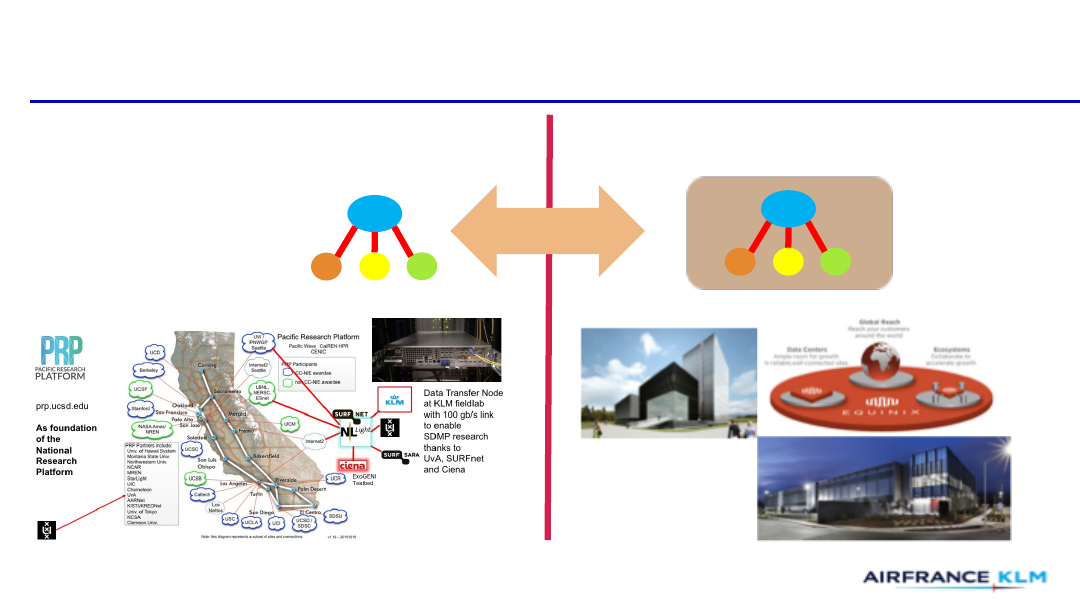 PRP
PACIFIC RESEARCH
PLATFORM
prp.ucsd.edu
As foundation
of the
National
Research
Platform
Pacific Research Platform
Pacific Wave CalREN HPR
CENIC
PRP Participants
CC-NIE awardee
non CC-NIE awardee
UW/
PNWGP
Seattle
Internet2
Seattle
LBNL,
NERSC,
ESnet
UCD
Berkeley
UCSF
Stanford
NASA Ames/
NREN
UCSC
UCSB
Caltech
Los
Nettos
USC
UCLA
UCI
UCSD /
SDSC
SDSU
UCR
UCM
Internet2
Corning
Sacramento
Oakland
San Francisco
Palo Alto
San Jose
Merced
Fresno
Soledad
San Luis
Obispo
Bakersfield
Los Angeles
Riverside
Tustin
Palm Desert
San Diego
El Centro
PRP Partners include:
Univ. of Hawaii System
Montana State Univ.
Northwestern Univ.
NCAR
MREN
StarLight
UIC
Chameleon
UvA
AARNet
KISTI/KREONet
Univ. of Tokyo
NCSA
Clemson Univ.
Note: this diagram represents a subset of sites and connections.
SURF NET
NL Light
SURF SARA
ciena
ExoGENI
Testbed
KLM
Data Transfer Node
at KLM fieldlab
with 100 gb/s link
to enable
SDMP research
thanks to
UvA, SURFnet
and Ciena
Global Reach
Reach your customers
around the world
Data Centers
Ample room for growth
in reliable, well-connected sites
Ecosystems
Collaborate to
accelerate growth
EQUINIX
AIRFRANCE KLM